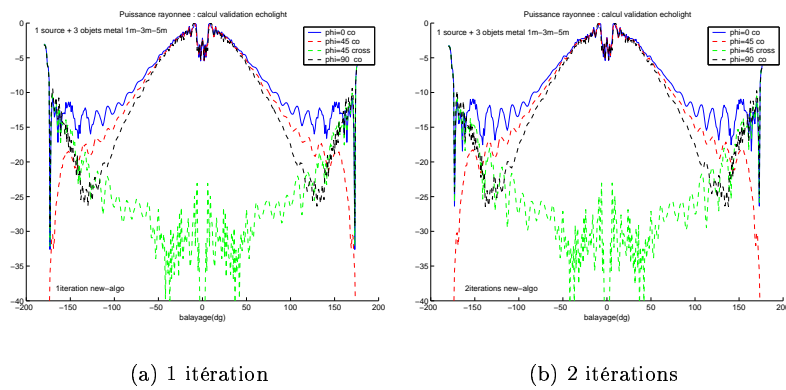 Puissance rayonnee : calcul validation echolight
1 source + 3 objets metal 1m-3m-5m
phi=0 co
phi=45 co
phi=45 cross
phi=90 co
0
-5
-10
-15
-20
-25
-30
-35
-40
1iteration new-algo
-200
-150
-100
-50
0
50
100
150
200
balayage(dg)
(a) 1 itération
Puissance rayonnee : calcul validation echolight
1 source + 3 objets metal 1m-3m-5m
phi=0 co
phi=45 co
phi=45 cross
phi=90 co
0
-5
-10
-15
-20
-25
-30
-35
-40
2iterations new-algo
-200
-150
-100
-50
0
50
100
150
200
balayage(dg)
(b) 2 itérations